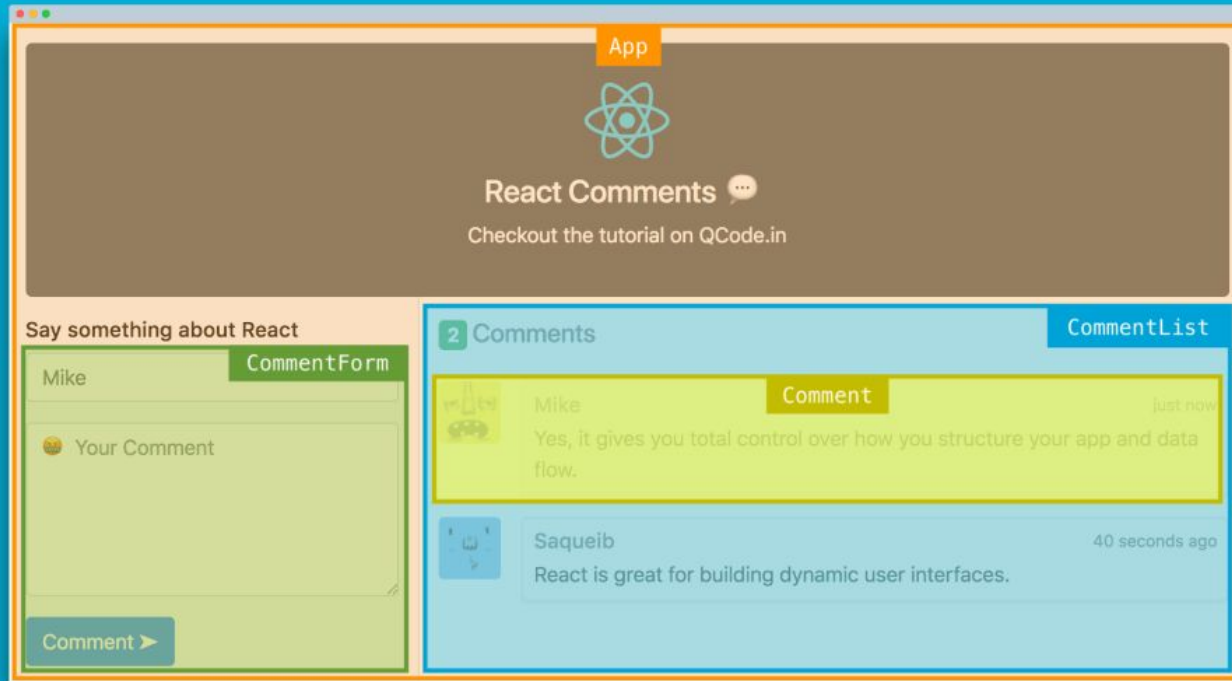 App
React Comments 💬
Checkout the tutorial on QCode.in
Say something about React
CommentForm
Mike
😁 Your Comment
Comment ➤
2 Comments
CommentList
Comment
Mike
just now
Yes, it gives you total control over how you structure your app and data
flow.
Saqueib
40 seconds ago
React is great for building dynamic user interfaces.